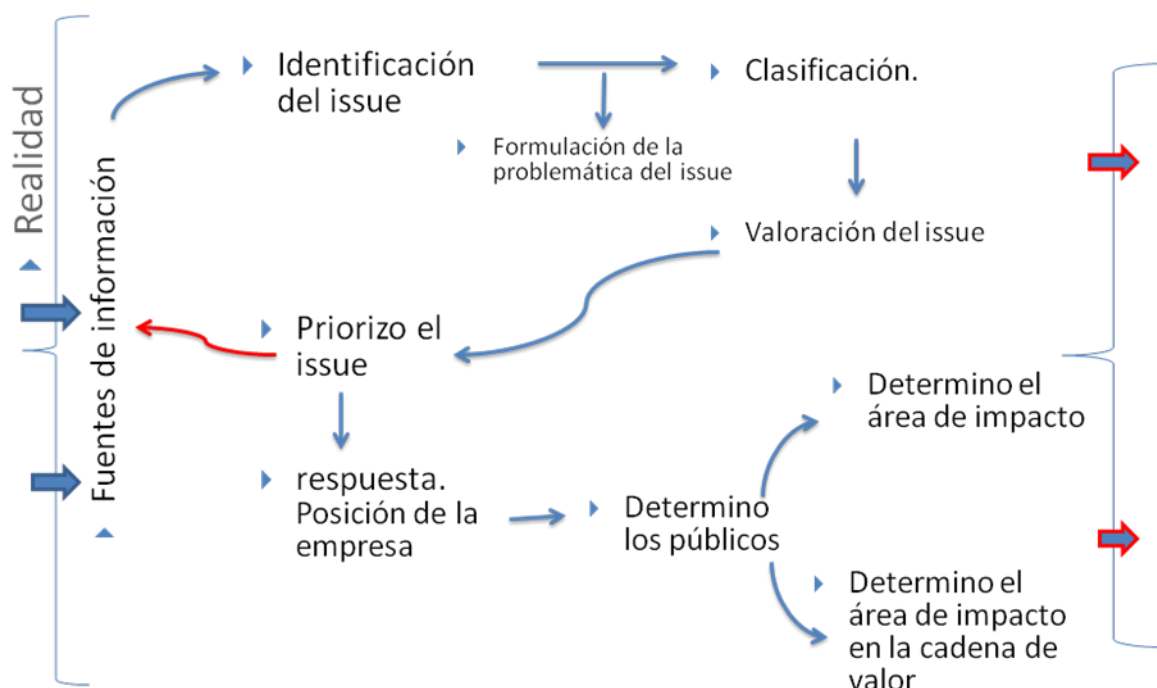 Realidad
Fuentes de información
Identificación
del issue
Clasificación.
Formulación de la
problemática del issue
Valoración del issue
Priorizo el
issue
respuesta.
Posición de la
empresa
Determino
los públicos
Determino el
área de impacto
Determino el
área de impacto
en la cadena de
valor